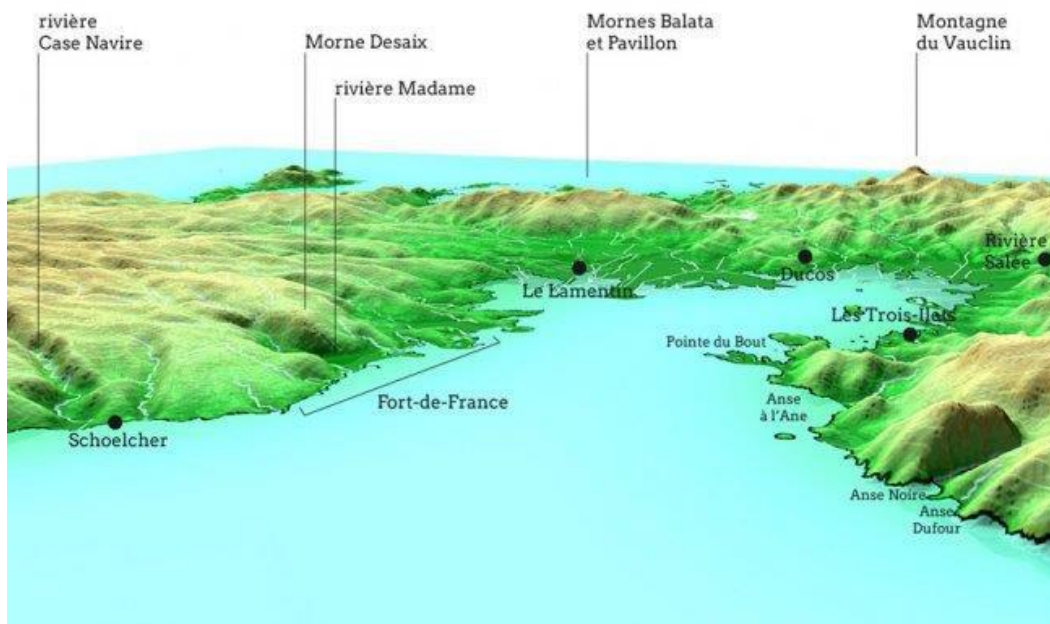 rivière
Case Navire
Morne Desaix
rivière Madame
Mornes Balata
et Pavillon
Montagne
du Vauclin
Rivière
Salée
Ducos
Le Lamentin
Les Trois-Ilets
Pointe du Bout
Fort-de-France
Anse
à l'Ane
Schoelcher
Anse Noire
Anse
Dufour